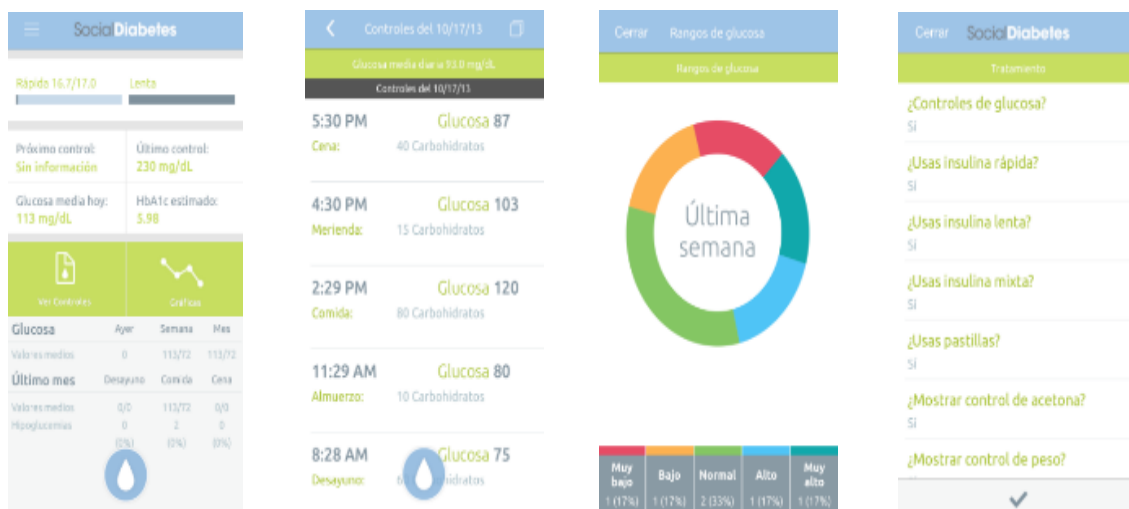 SocialDiabetes
Rápida 16.7/17.0 Lenta
Próximo control: Último control:
Sin información 230 mg/dL
Glucosa media hoy: HbA1c estimado:
113 mg/dL 5.98
Ver Controles Gráficas
Glucosa Ayer Semana Mes
Valores medios 0 113/72 113/72
Último mes Desayuno Comida Cena
Valores medios 0/0 113/72 0/0
Hipoglucemias 0 2 0
(0%) (0%) (0%)
Controles del 10/17/13
Glucosa media diaria 93.0 mg/dL
Controles del 10/17/13
5:30 PM Glucosa 87
Cena: 40 Carbohidratos
4:30 PM Glucosa 103
Merienda: 15 Carbohidratos
2:29 PM Glucosa 120
Comida: 80 Carbohidratos
11:29 AM Glucosa 80
Almuerzo: 10 Carbohidratos
8:28 AM Glucosa 75
Desayuno:
Cerrar Rangos de glucosa
Rangos de glucosa
Última
semana
Muy bajo Bajo Normal Alto Muy alto
1 (17%) 1 (17%) 2 (33%) 1 (17%) 1 (17%)
Cerrar SocialDiabetes
Tratamiento
¿Controles de glucosa?
Si
¿Usas insulina rápida?
Si
¿Usas insulina lenta?
Si
¿Usas insulina mixta?
Si
¿Usas pastillas?
Si
¿Mostrar control de acetona?
Si
¿Mostrar control de peso?